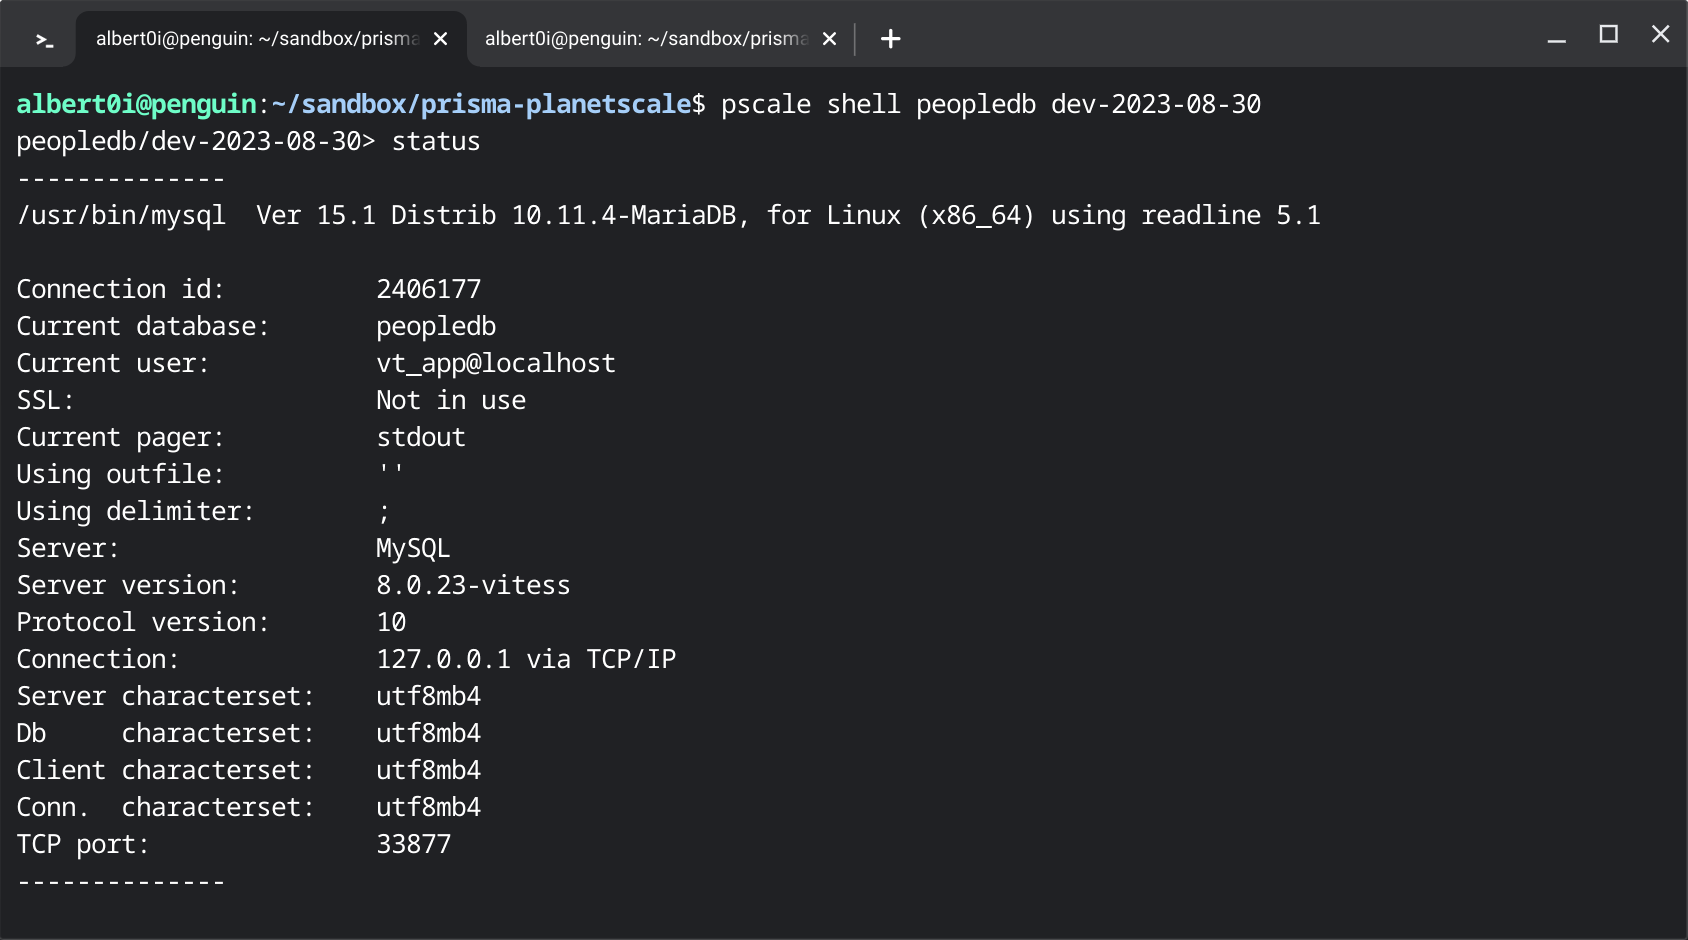 >_ albert0i@penguin: ~/sandbox/prisma × albert0i@penguin: ~/sandbox/prisma × +
albert0i@penguin:~/sandbox/prisma-planetscale$ pscale shell peopledb dev-2023-08-30
peopledb/dev-2023-08-30> status
--------------
/usr/bin/mysql  Ver 15.1 Distrib 10.11.4-MariaDB, for Linux (x86_64) using readline 5.1

Connection id:          2406177
Current database:       peopledb
Current user:           vt_app@localhost
SSL:                    Not in use
Current pager:          stdout
Using outfile:          ''
Using delimiter:        ;
Server:                 MySQL
Server version:         8.0.23-vitess
Protocol version:       10
Connection:             127.0.0.1 via TCP/IP
Server characterset:    utf8mb4
Db     characterset:    utf8mb4
Client characterset:    utf8mb4
Conn.  characterset:    utf8mb4
TCP port:               33877
--------------